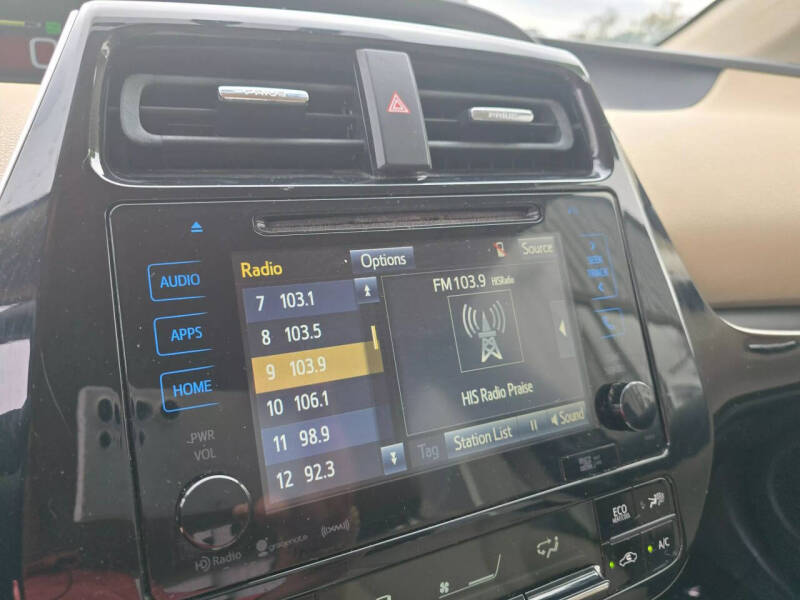 PRIUS
PRIUS
AUDIO
APPS
HOME
PWR
VOL
Radio
Options
Source
7 103.1
8 103.5
9 103.9
10 106.1
11 98.9
12 92.3
FM 103.9 HISRadio
HIS Radio Praise
Tag
Station List
Sound
SEEK
TRACK
HD Radio
gracenote
ECO
A/C